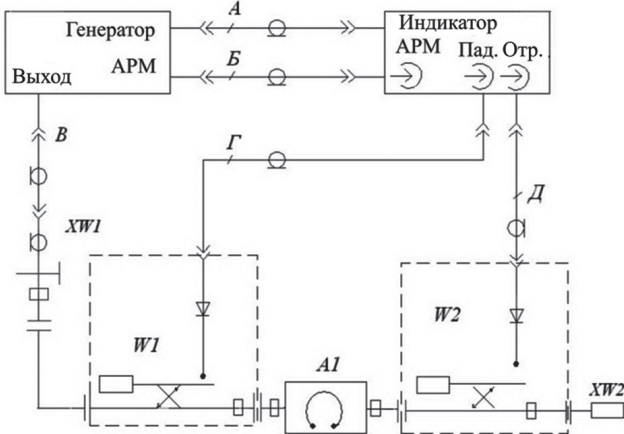 А
Генератор
Индикатор
АРМ
Пад. Отр.
Б
АРМ
Выход
В
Г
Д
XW1
W1
W2
A1
XW2